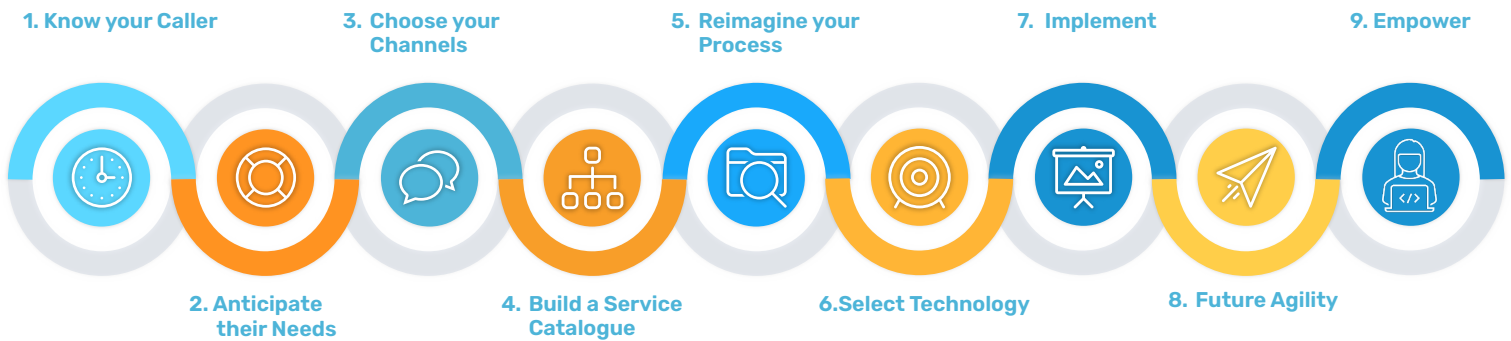 1. Know your Caller
2. Anticipate
their Needs
3. Choose your
Channels
4. Build a Service
Catalogue
5. Reimagine your
Process
6.Select Technology
7. Implement
8. Future Agility
9. Empower
</>